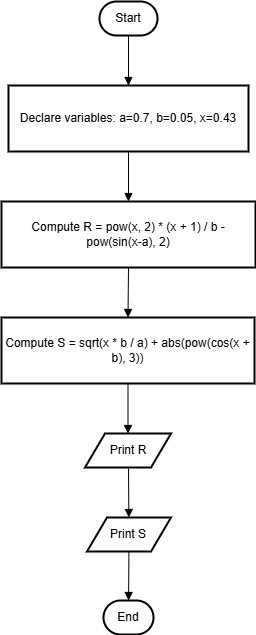 Start
Declare variables: a=0.7, b=0.05, x=0.43
Compute R = pow(x, 2) * (x + 1) / b -
pow(sin(x-a), 2)
Compute S = sqrt(x * b / a) + abs(pow(cos(x +
b), 3))
Print R
Print S
End